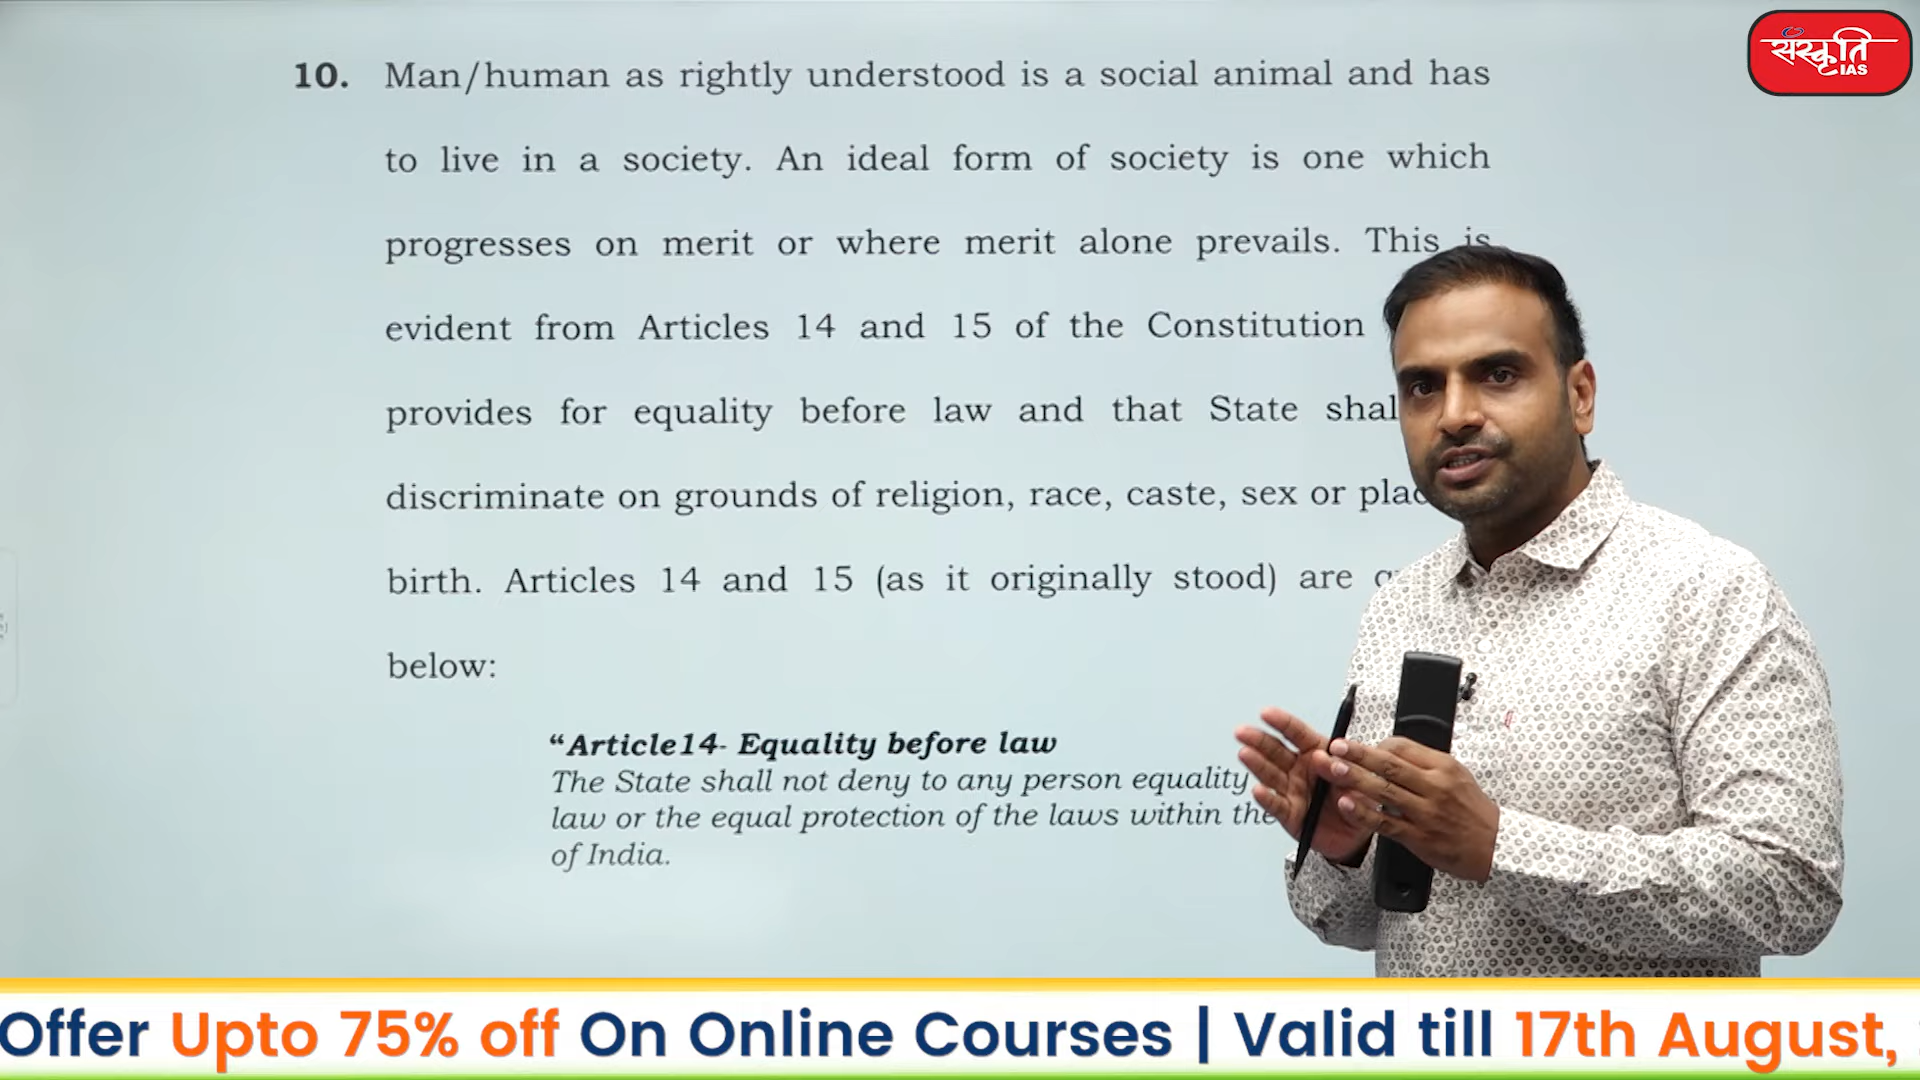 संस्कृति
IAS
10. Man/human as rightly understood is a social animal and has
to live in a society. An ideal form of society is one which
progresses on merit or where merit alone prevails. This is
evident from Articles 14 and 15 of the Constitution
provides for equality before law and that State shal
discriminate on grounds of religion, race, caste, sex or plac
birth. Articles 14 and 15 (as it originally stood) are
below:
“Article14- Equality before law
The State shall not deny to any person equality
law or the equal protection of the laws within the
of India.
Offer Upto 75% off On Online Courses | Valid till 17th August,